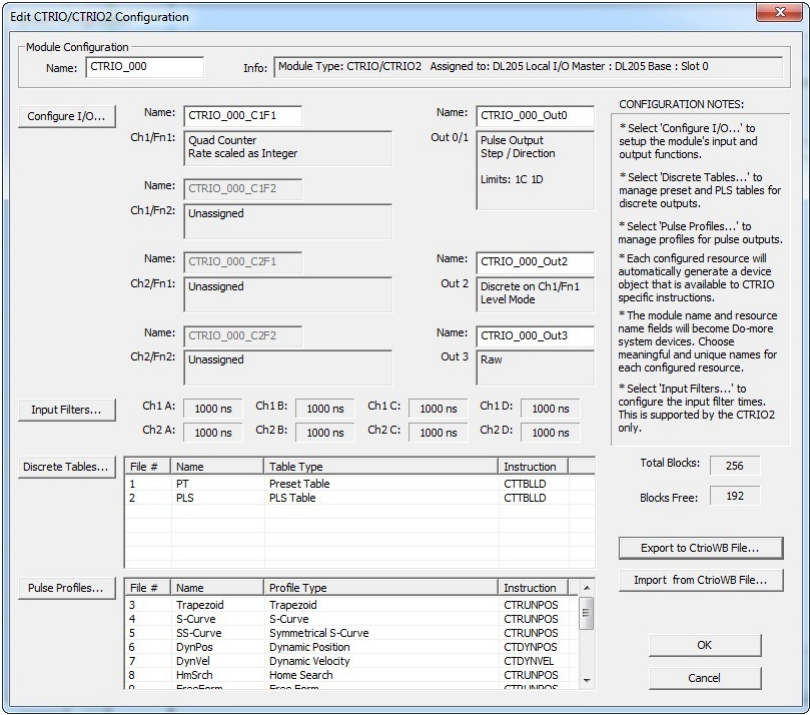 Edit CTRIO/CTRIO2 Configuration
Module Configuration
Name: CTRIO_000 Info: Module Type: CTRIO/CTRIO2 Assigned to: DL205 Local I/O Master : DL205 Base : Slot 0
Configure I/O...
Name: CTRIO_000_C1F1
Ch1/Fn1: Quad Counter
Rate scaled as Integer
Name: CTRIO_000_C1F2
Ch1/Fn2: Unassigned
Name: CTRIO_000_C2F1
Ch2/Fn1: Unassigned
Name: CTRIO_000_C2F2
Ch2/Fn2: Unassigned
Name: CTRIO_000_Out0
Out 0/1 Pulse Output
Step / Direction
Limits: 1C 1D
Name: CTRIO_000_Out2
Out 2 Discrete on Ch1/Fn1
Level Mode
Name: CTRIO_000_Out3
Out 3 Raw
CONFIGURATION NOTES:
* Select 'Configure I/O...' to
setup the module's input and
output functions.
* Select 'Discrete Tables...' to
manage preset and PLS tables for
discrete outputs.
* Select 'Pulse Profiles...' to
manage profiles for pulse outputs.
* Each configured resource will
automatically generate a device
object that is available to CTRIO
specific instructions.
* The module name and resource
name fields will become Do-more
system devices. Choose
meaningful and unique names for
each configured resource.
* Select 'Input Filters...' to
configure the input filter times.
This is supported by the CTRIO2
only.
Input Filters...
Ch1 A: 1000 ns Ch1 B: 1000 ns Ch1 C: 1000 ns Ch1 D: 1000 ns
Ch2 A: 1000 ns Ch2 B: 1000 ns Ch2 C: 1000 ns Ch2 D: 1000 ns
Discrete Tables...
File # Name Table Type Instruction
1 PT Preset Table CTTBLLD
2 PLS PLS Table CTTBLLD
Total Blocks: 256
Blocks Free: 192
Export to CtrioWB File...
Import from CtrioWB File...
Pulse Profiles...
File # Name Profile Type Instruction
3 Trapezoid Trapezoid CTRUNPOS
4 S-Curve S-Curve CTRUNPOS
5 SS-Curve Symmetrical S-Curve CTRUNPOS
6 DynPos Dynamic Position CTDYNPOS
7 DynVel Dynamic Velocity CTDYNVEL
8 HmSrch Home Search CTRUNPOS
9 FreeForm Free Form CTRUNPOS
OK
Cancel